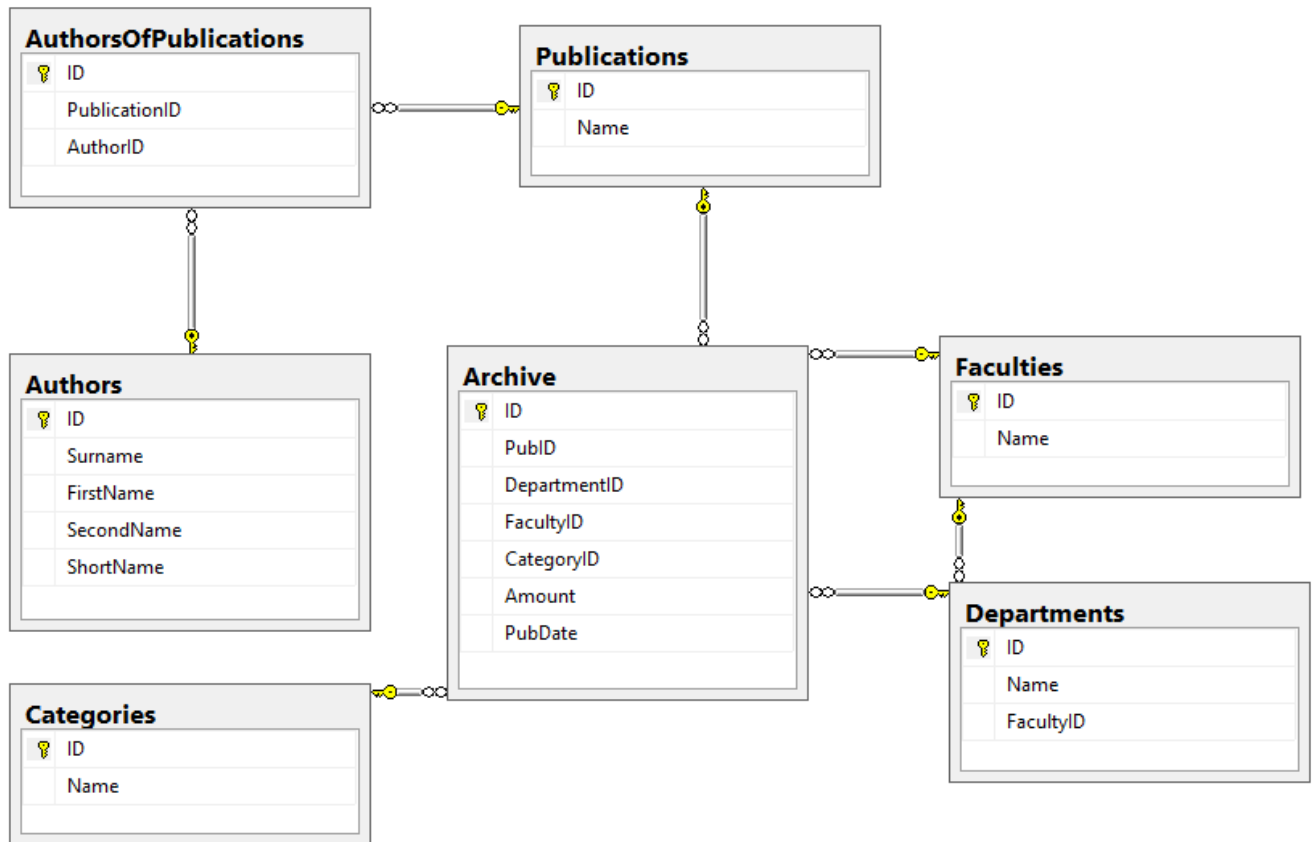 AuthorsOfPublications
ID
PublicationID
AuthorID
Publications
ID
Name
Authors
ID
Surname
FirstName
SecondName
ShortName
Archive
ID
PubID
DepartmentID
FacultyID
CategoryID
Amount
PubDate
Faculties
ID
Name
Departments
ID
Name
FacultyID
Categories
ID
Name